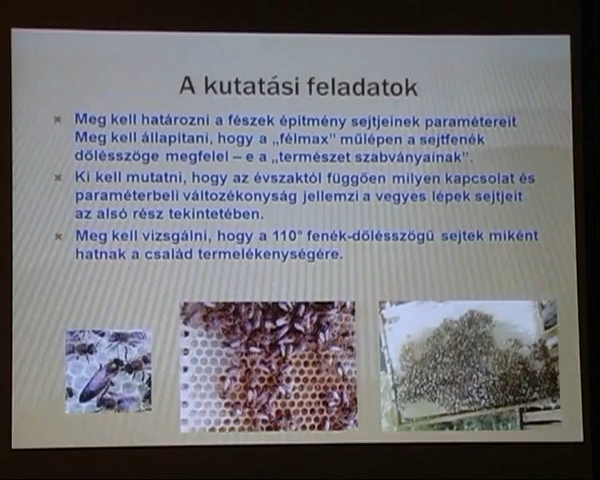 A kutatási feladatok
Meg kell határozni a fészek építmény sejtjeinek paramétereit
Meg kell állapítani, hogy a „félmax” műlépen a sejtfenék
dőlésszöge megfelel – e a „természet szabványainak”.
Ki kell mutatni, hogy az évszaktól függően milyen kapcsolat és
paraméterbeli változékonyság jellemzi a vegyes lépek sejtjeit
az alsó rész tekintetében.
Meg kell vizsgálni, hogy a 110° fenék-dőlésszögű sejtek miként
hatnak a család termelékenységére.